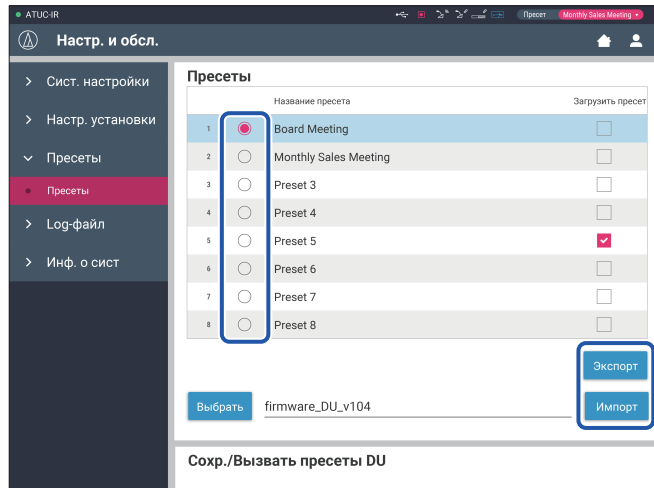 ATUC-IR
Пресет Monthly Sales Meeting
Настр. и обсл.
Сист. настройки
Настр. установки
Пресеты
Пресеты
Log-файл
Инф. о сист
Пресеты
Название пресета Загрузить пресет
1 Board Meeting
2 Monthly Sales Meeting
3 Preset 3
4 Preset 4
5 Preset 5
6 Preset 6
7 Preset 7
8 Preset 8
Экспорт
Выбрать firmware_DU_v104 Импорт
Сохр./Вызвать пресеты DU